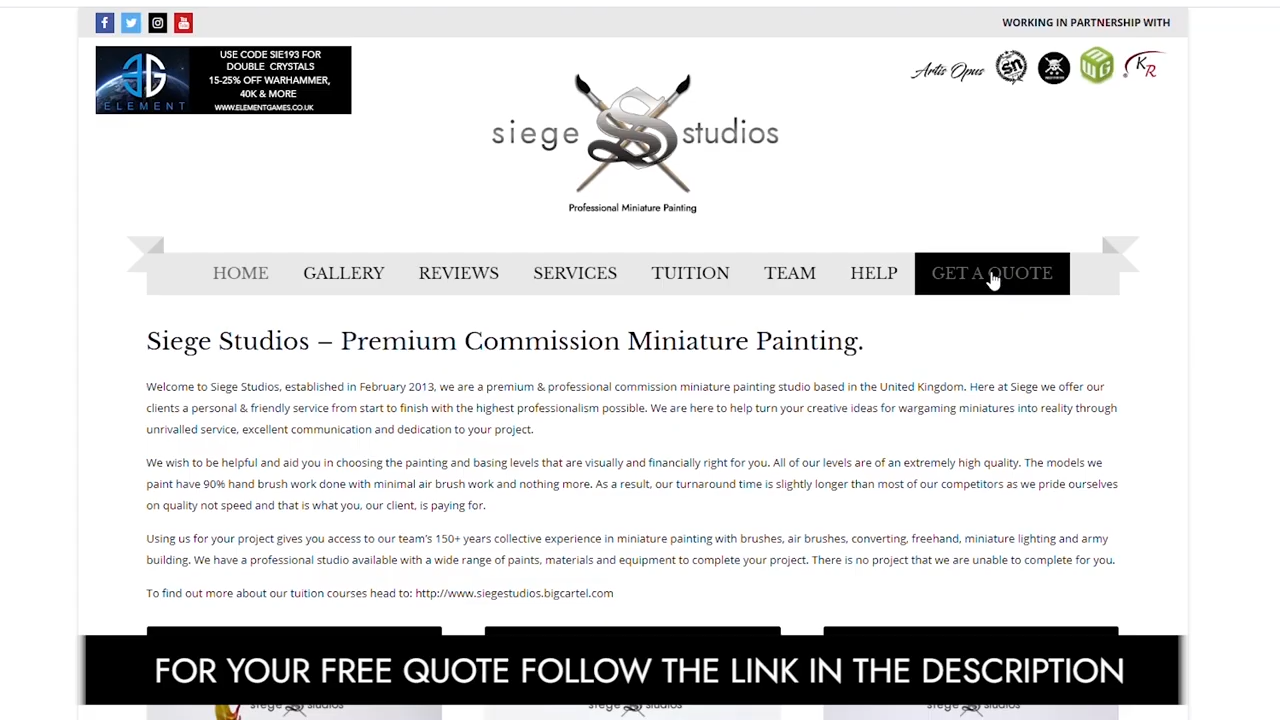 WORKING IN PARTNERSHIP WITH
USE CODE SIE193 FOR
DOUBLE CRYSTALS
15-25% OFF WARHAMMER,
40K & MORE
WWW.ELEMENTGAMES.CO.UK
ELEMENT
Artis Opus
KR
siege studios
Professional Miniature Painting
HOME GALLERY REVIEWS SERVICES TUITION TEAM HELP GET A QUOTE
Siege Studios – Premium Commission Miniature Painting.
Welcome to Siege Studios, established in February 2013, we are a premium & professional commission miniature painting studio based in the United Kingdom. Here at Siege we offer our
clients a personal & friendly service from start to finish with the highest professionalism possible. We are here to help turn your creative ideas for wargaming miniatures into reality through
unrivalled service, excellent communication and dedication to your project.
We wish to be helpful and aid you in choosing the painting and basing levels that are visually and financially right for you. All of our levels are of an extremely high quality. The models we
paint have 90% hand brush work done with minimal air brush work and nothing more. As a result, our turnaround time is slightly longer than most of our competitors as we pride ourselves
on quality not speed and that is what you, our client, is paying for.
Using us for your project gives you access to our team's 150+ years collective experience in miniature painting with brushes, air brushes, converting, freehand, miniature lighting and army
building. We have a professional studio available with a wide range of paints, materials and equipment to complete your project. There is no project that we are unable to complete for you.
To find out more about our tuition courses head to: http://www.siegestudios.bigcartel.com
FOR YOUR FREE QUOTE FOLLOW THE LINK IN THE DESCRIPTION